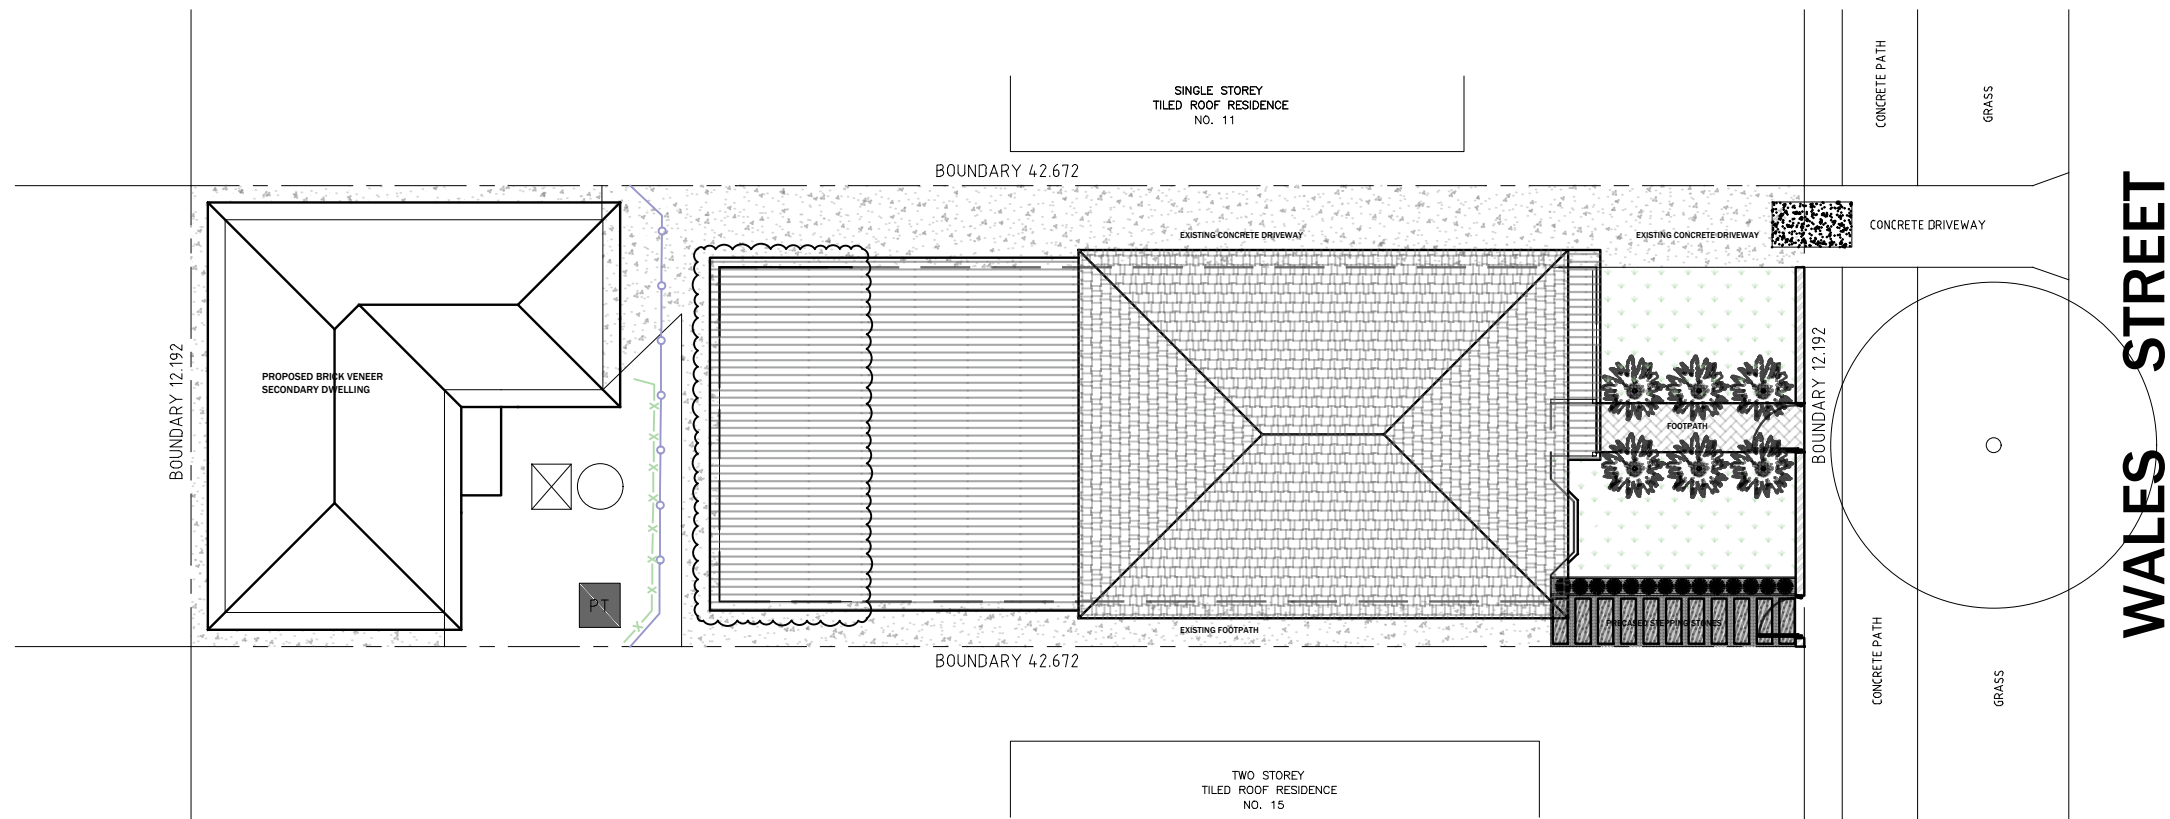 SINGLE STOREY
TILED ROOF RESIDENCE
NO. 11
CONCRETE PATH
GRASS
BOUNDARY 42.672
EXISTING CONCRETE DRIVEWAY
EXISTING CONCRETE DRIVEWAY
CONCRETE DRIVEWAY
BOUNDARY 12.192
PROPOSED BRICK VENEER
SECONDARY DWELLING
FOOTPATH
BOUNDARY 12.192
WALES STREET
PT
PRECASED STEPPING STONES
EXISTING FOOTPATH
BOUNDARY 42.672
CONCRETE PATH
GRASS
TWO STOREY
TILED ROOF RESIDENCE
NO. 15